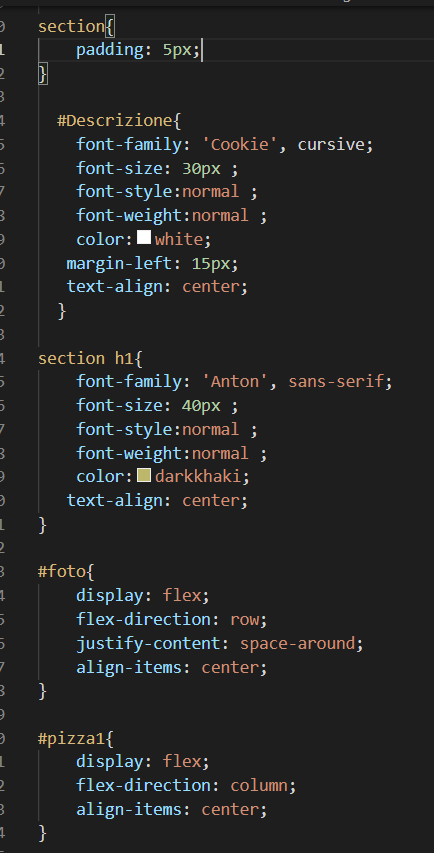 section{
padding: 5px;
}
#Descrizione{
font-family: 'Cookie', cursive;
font-size: 30px ;
font-style:normal ;
font-weight:normal ;
color: white;
margin-left: 15px;
text-align: center;
}
section h1{
font-family: 'Anton', sans-serif;
font-size: 40px ;
font-style:normal ;
font-weight:normal ;
color: darkkhaki;
text-align: center;
}
#foto{
display: flex;
flex-direction: row;
justify-content: space-around;
align-items: center;
}
#pizza1{
display: flex;
flex-direction: column;
align-items: center;
}